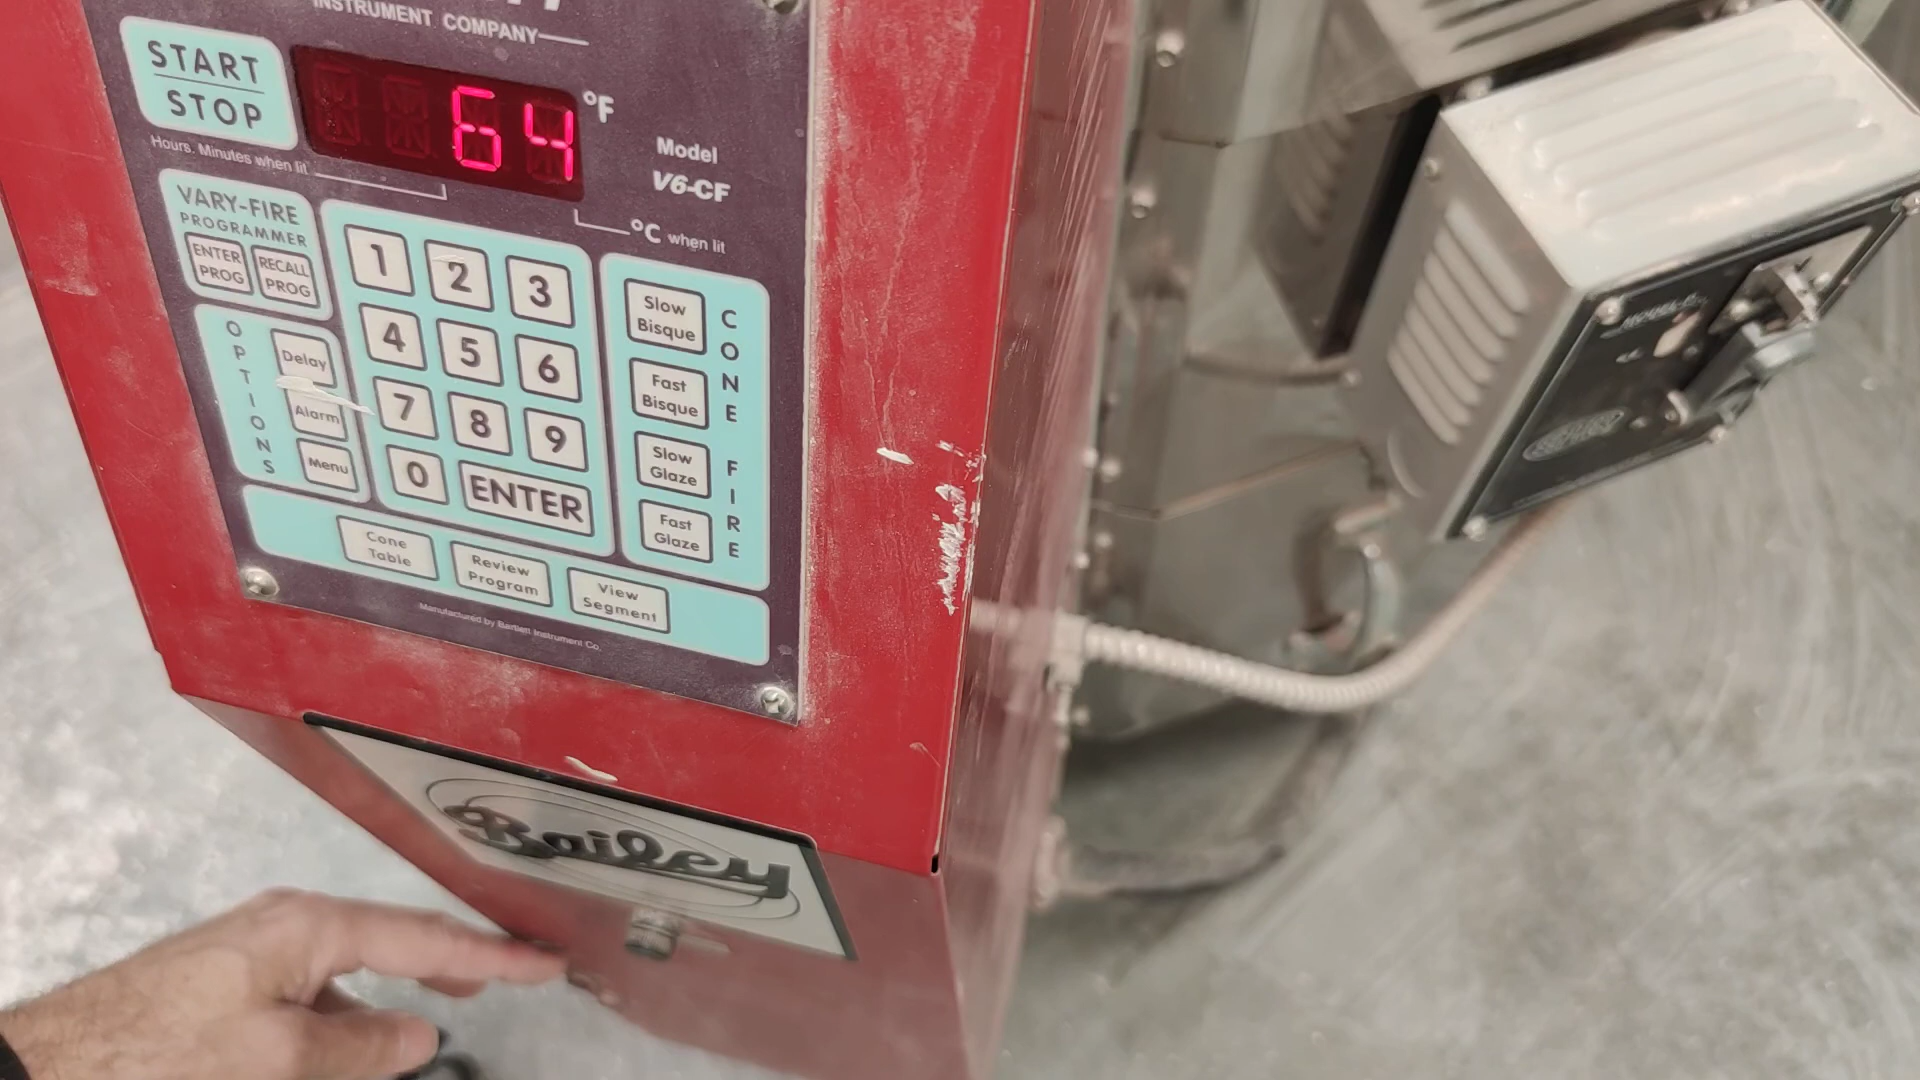 INSTRUMENT COMPANY
START
STOP
64
°F
Hours. Minutes when lit
Model
V6-CF
°C when lit
VARY-FIRE
PROGRAMMER
ENTER
PROG
RECALL
PROG
1 2 3
4 5 6
7 8 9
0 ENTER
OPTIONS
Delay
Alarm
Menu
Slow
Bisque
Fast
Bisque
Slow
Glaze
Fast
Glaze
CONE FIRE
Cone
Table
Review
Program
View
Segment
Manufactured by Bartlett Instrument Co.
Bailey